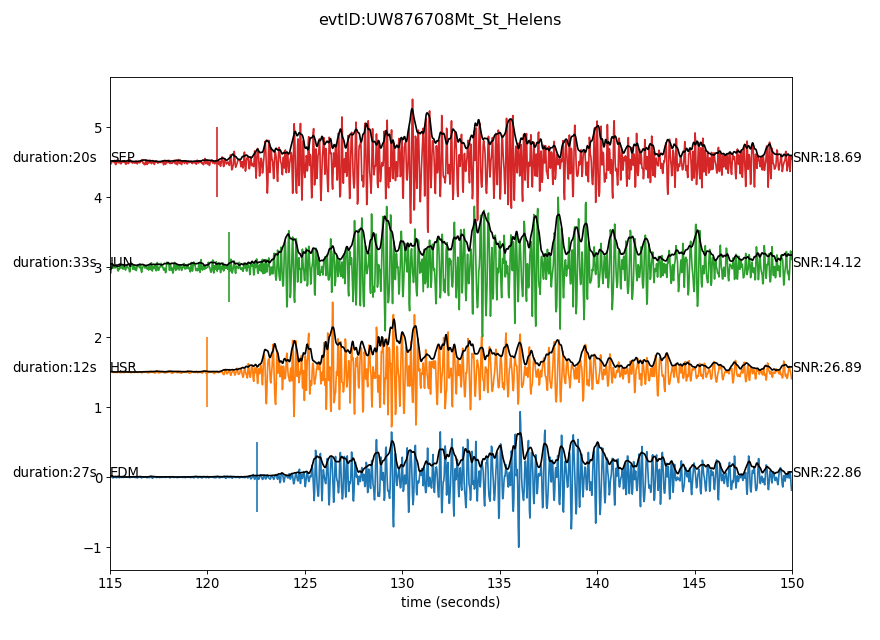 evtID:UW876708Mt_St_Helens
5
duration:20s SEP SNR:18.69
4
duration:33s 3 JUN SNR:14.12
2
duration:12s HSR SNR:26.89
1
duration:27s 0 EDM SNR:22.86
−1
115 120 125 130 135 140 145 150
time (seconds)